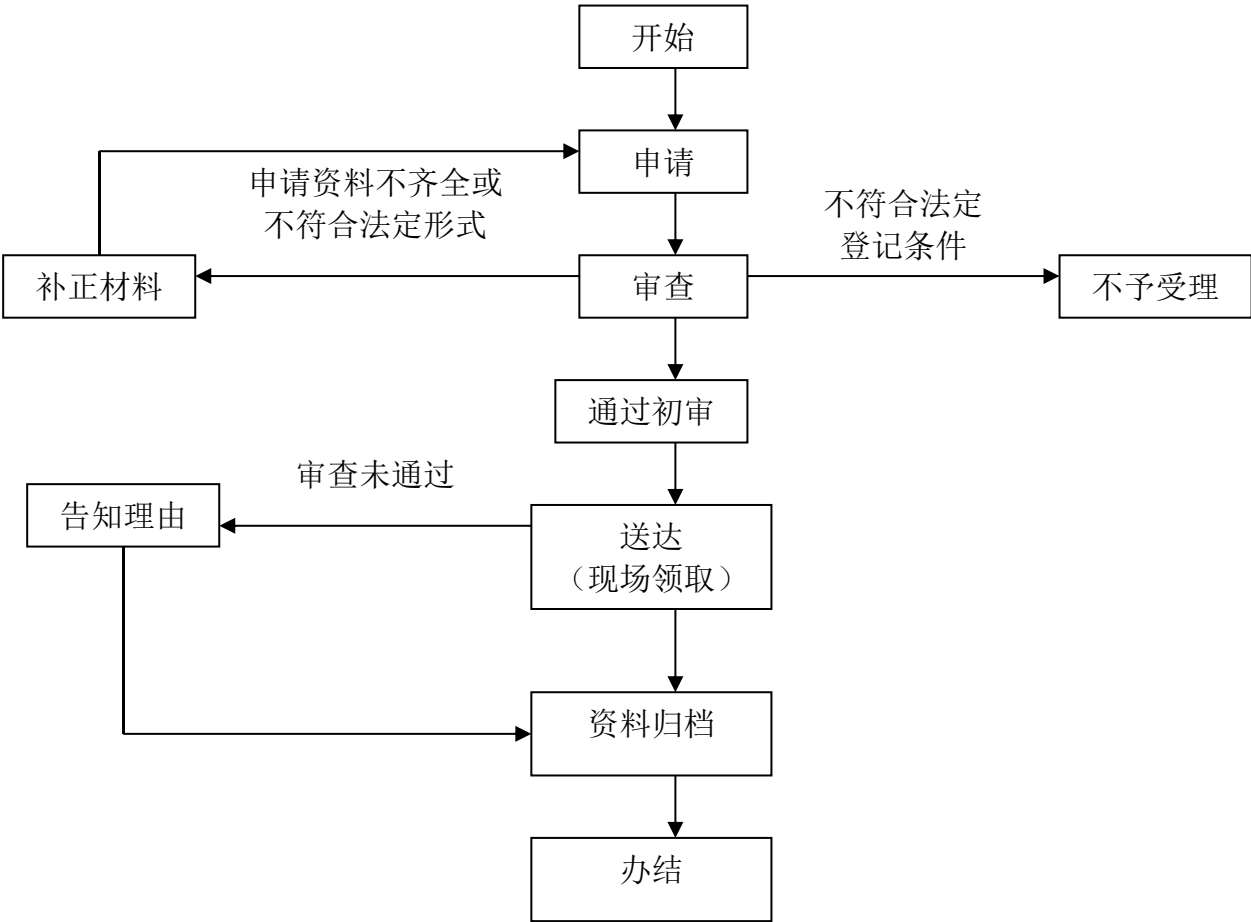 开始
申请
申请资料不齐全或
不符合法定形式
不符合法定
登记条件
补正材料
审查
不予受理
通过初审
审查未通过
告知理由
送达
（现场领取）
资料归档
办结